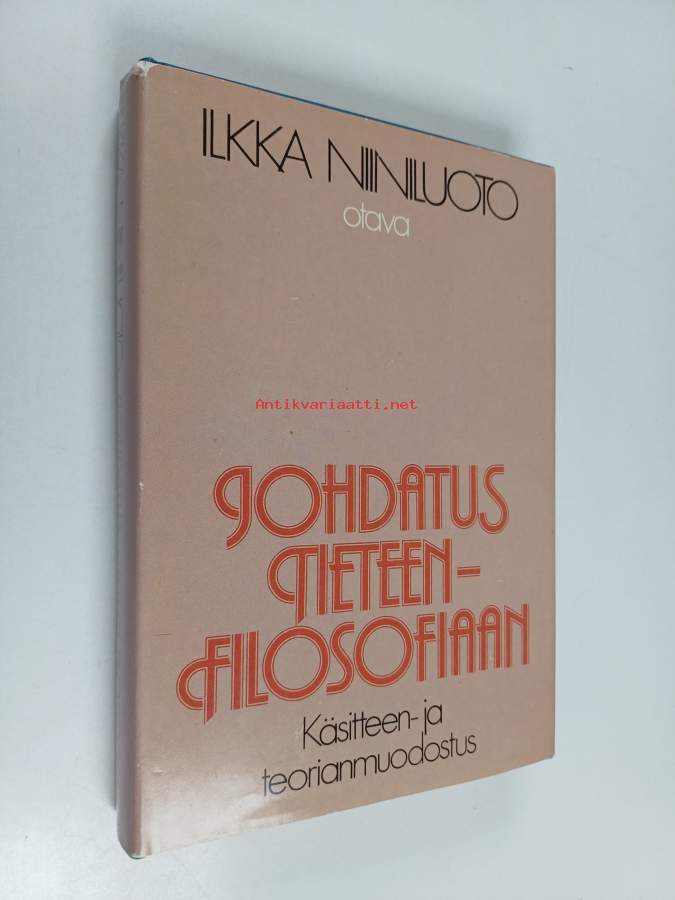 ILKKA NIINILUOTO
otava
Antikvariaatti.net
JOHDATUS
TIETEEN-
FILOSOFIAAN
Käsitteen- ja
teorianmuodostus